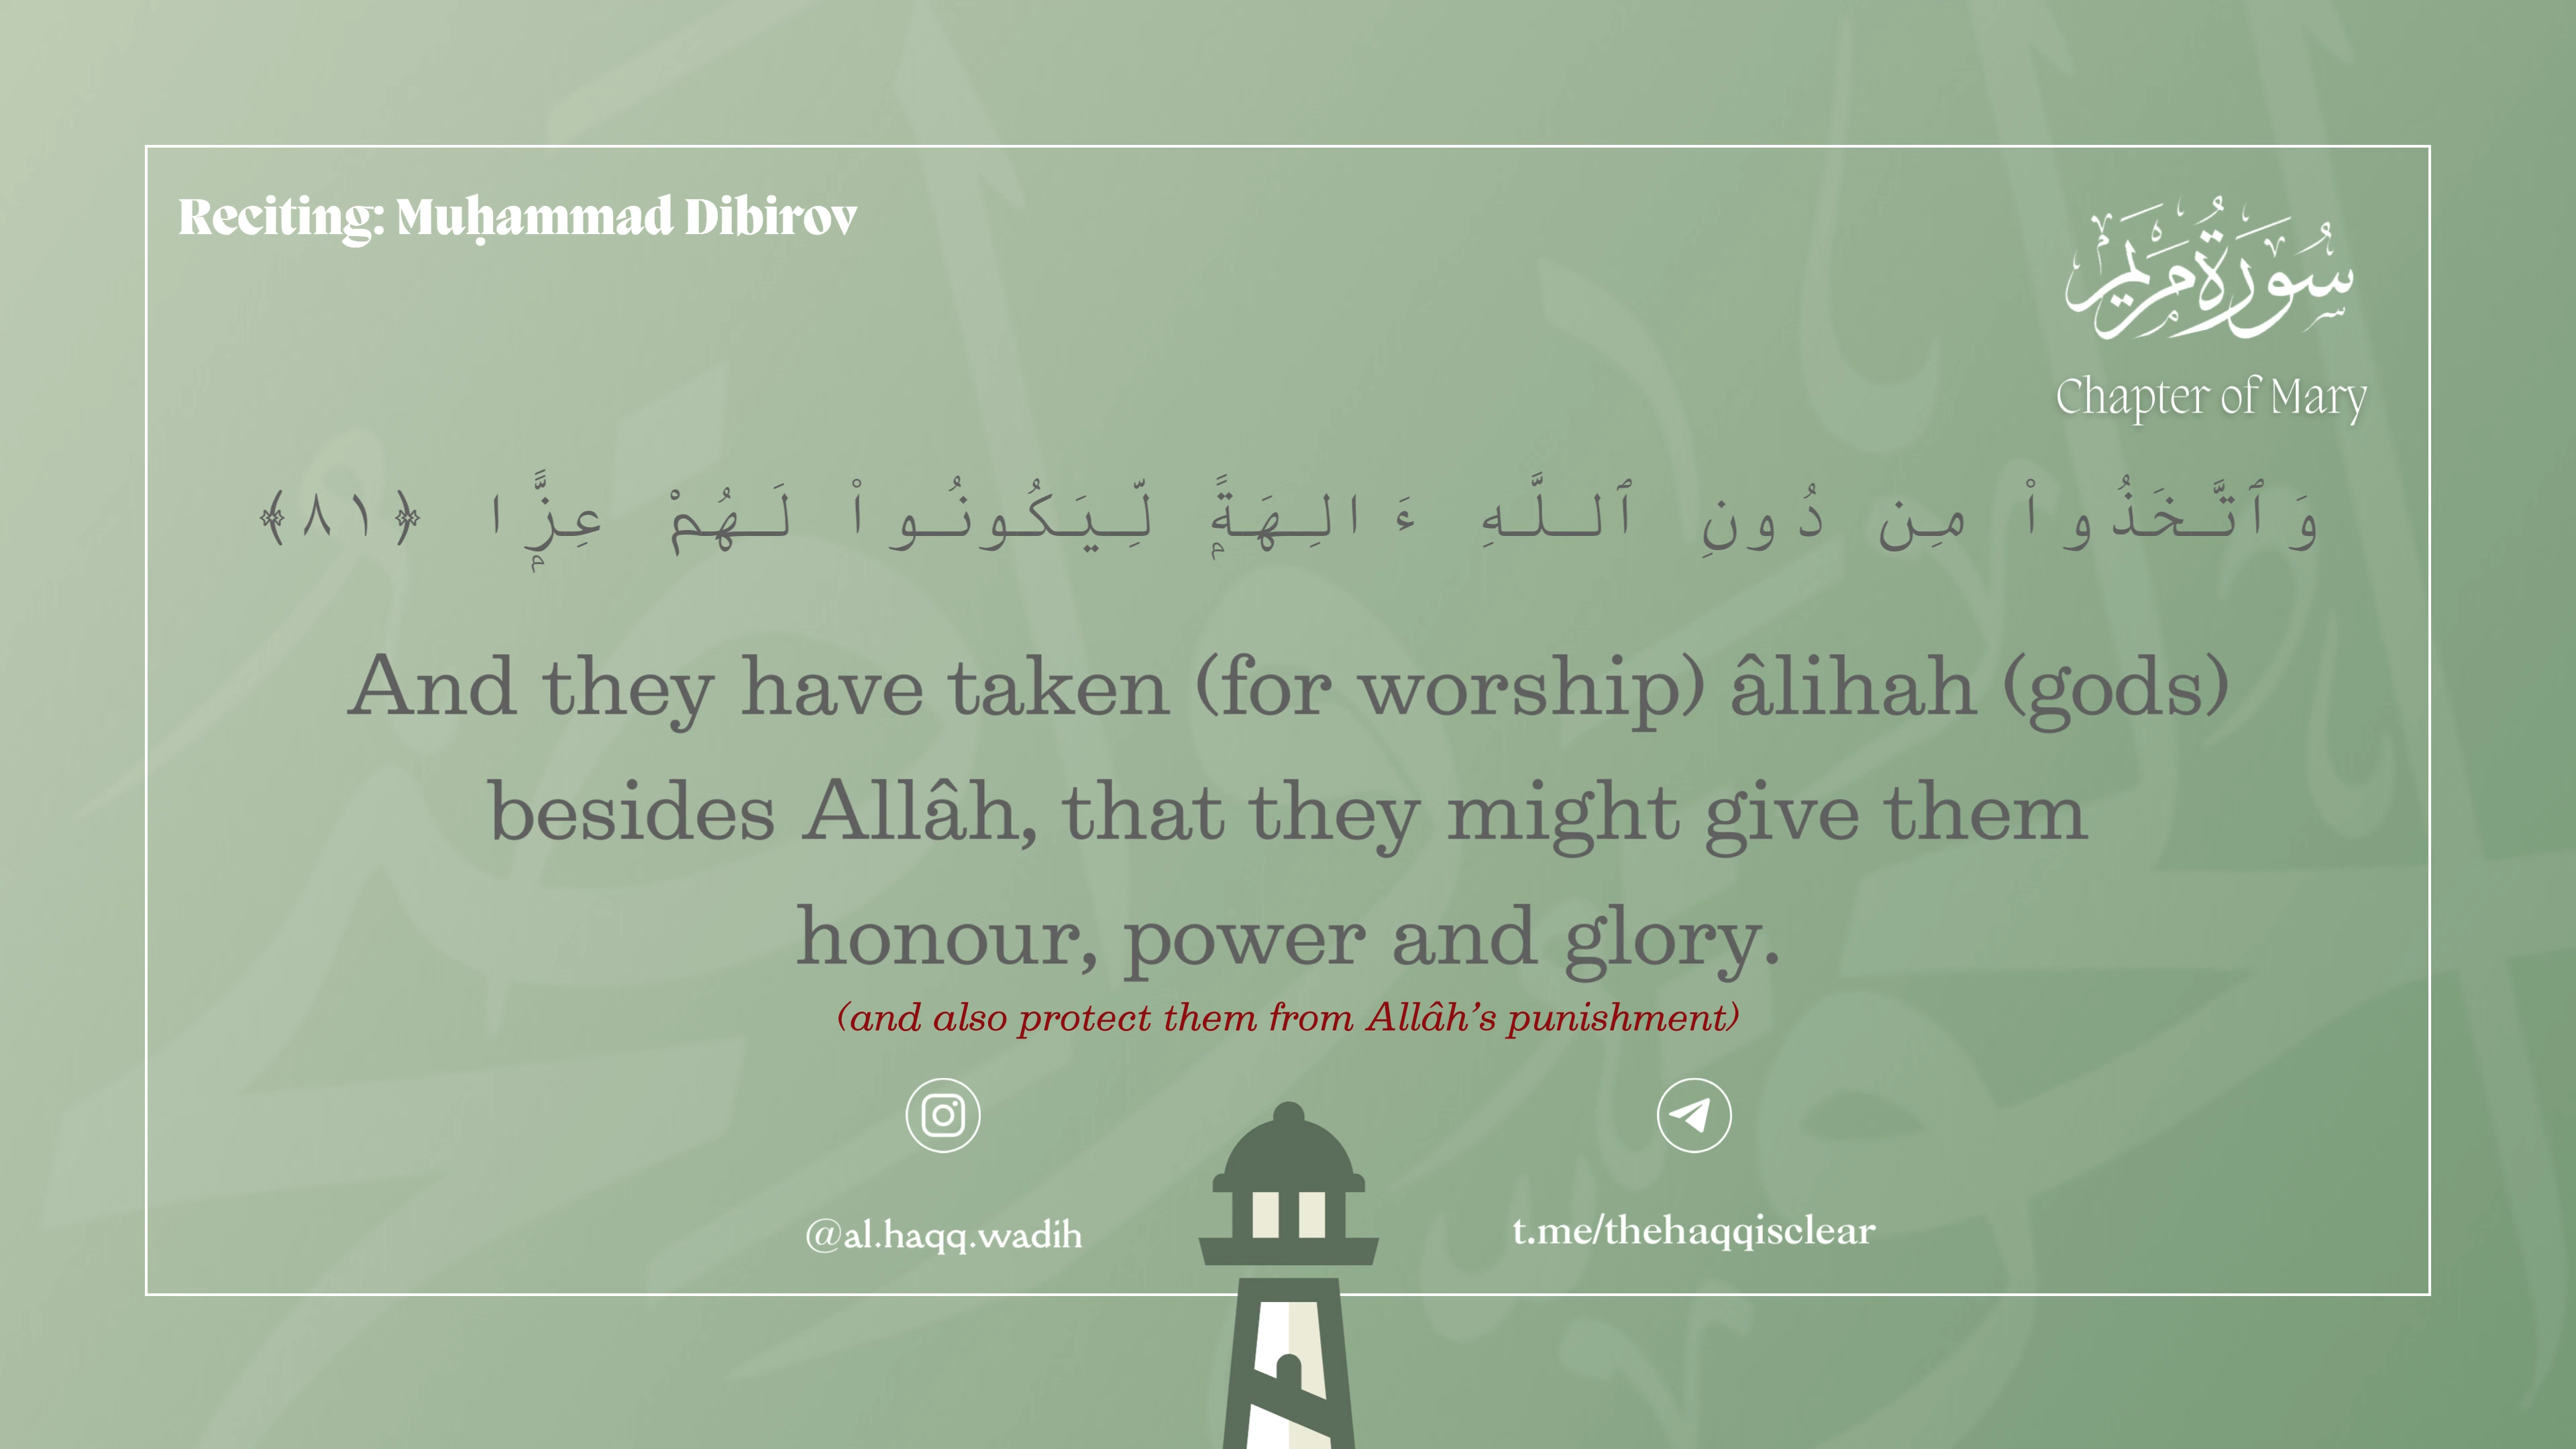 Reciting: Muḥammad Dibirov
سُورَةُ مَرْيَمَ
Chapter of Mary
وَٱتَّخَذُوا۟ مِن دُونِ ٱللَّهِ ءَالِهَةًۭ لِّيَكُونُوا۟ لَهُمْ عِزًّۭا ﴿٨١﴾
And they have taken (for worship) âlihah (gods)
besides Allâh, that they might give them
honour, power and glory.
(and also protect them from Allâh’s punishment)
@al.haqq.wadih
t.me/thehaqqisclear